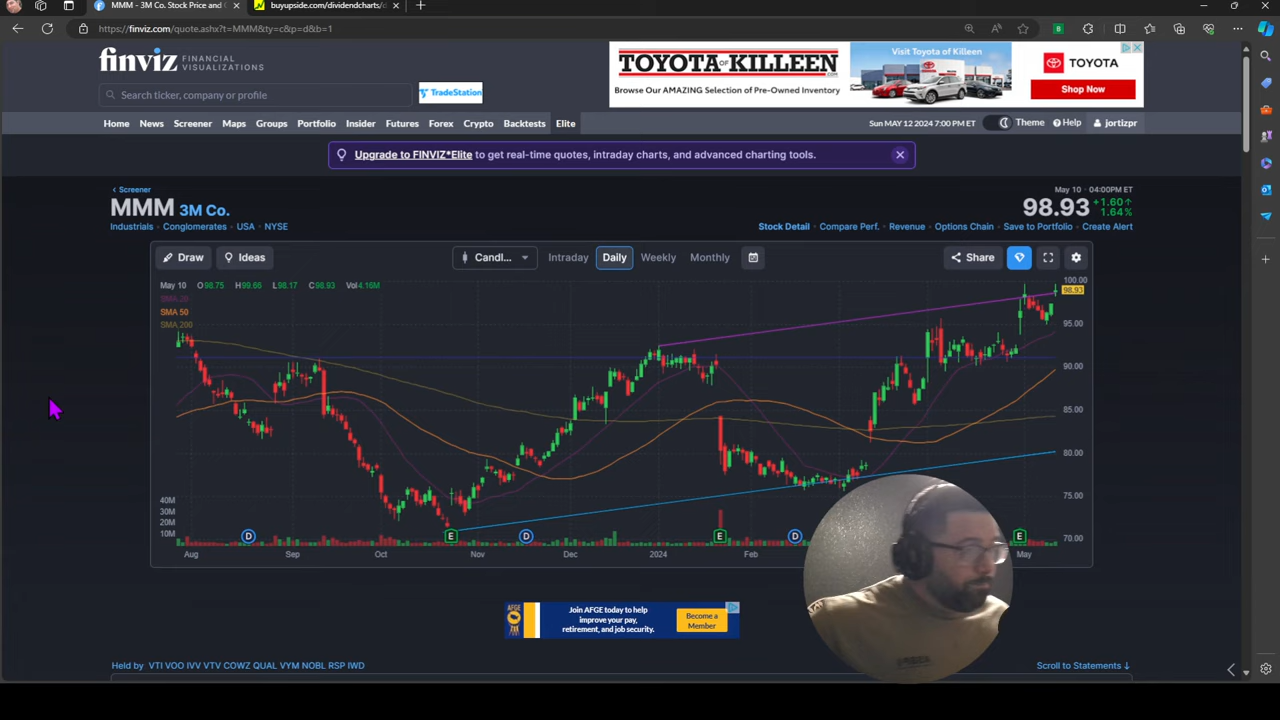 MMM - 3M Co. Stock Price and
buyupside.com/dividendcharts/
https://finviz.com/quote.ashx?t=MMM&ty=c&p=d&b=1
finviz FINANCIAL VISUALIZATIONS
Search ticker, company or profile
TradeStation
TOYOTA OF KILLEEN
Browse Our AMAZING Selection of Pre-Owned Inventory
Visit Toyota of Killeen
TOYOTA
Shop Now
Home News Screener Maps Groups Portfolio Insider Futures Forex Crypto Backtests Elite
Sun MAY 12 2024 7:00 PM ET Theme Help jortizpr
Upgrade to FINVIZ*Elite to get real-time quotes, intraday charts, and advanced charting tools.
‹ Screener
MMM 3M Co.
Industrials · Conglomerates · USA · NYSE
May 10 · 04:00PM ET
98.93 +1.60↑
1.64%
Stock Detail · Compare Perf. · Revenue · Options Chain · Save to Portfolio · Create Alert
Draw Ideas Candl... Intraday Daily Weekly Monthly Share
May 10 O98.75 H99.66 L98.17 C98.93 Vol4.16M
SMA 20
SMA 50
SMA 200
100.00
98.93
95.00
90.00
85.00
80.00
75.00
70.00
40M
30M
20M
10M
D E D E D E
Aug Sep Oct Nov Dec 2024 Feb May
AFGE
Join AFGE today to help
improve your pay,
retirement, and job security.
Become a
Member
Held by VTI VOO IVV VTV COWZ QUAL VYM NOBL RSP IWD
Scroll to Statements ↓